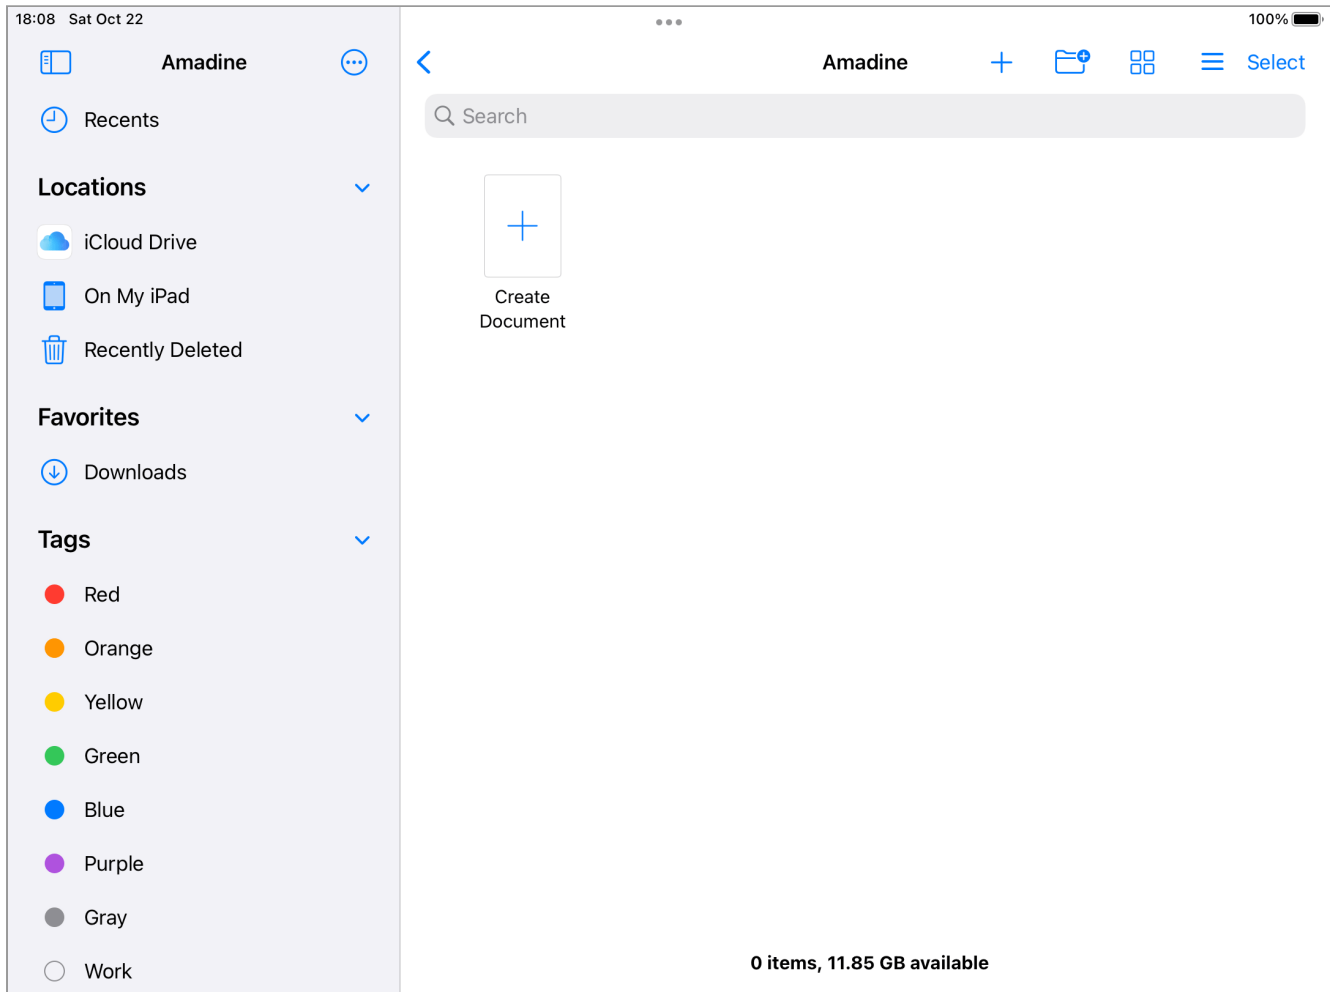 18:08 Sat Oct 22
100%
Amadine
Recents
Locations
iCloud Drive
On My iPad
Recently Deleted
Favorites
Downloads
Tags
Red
Orange
Yellow
Green
Blue
Purple
Gray
Work
Amadine
Select
Search
Create
Document
0 items, 11.85 GB available